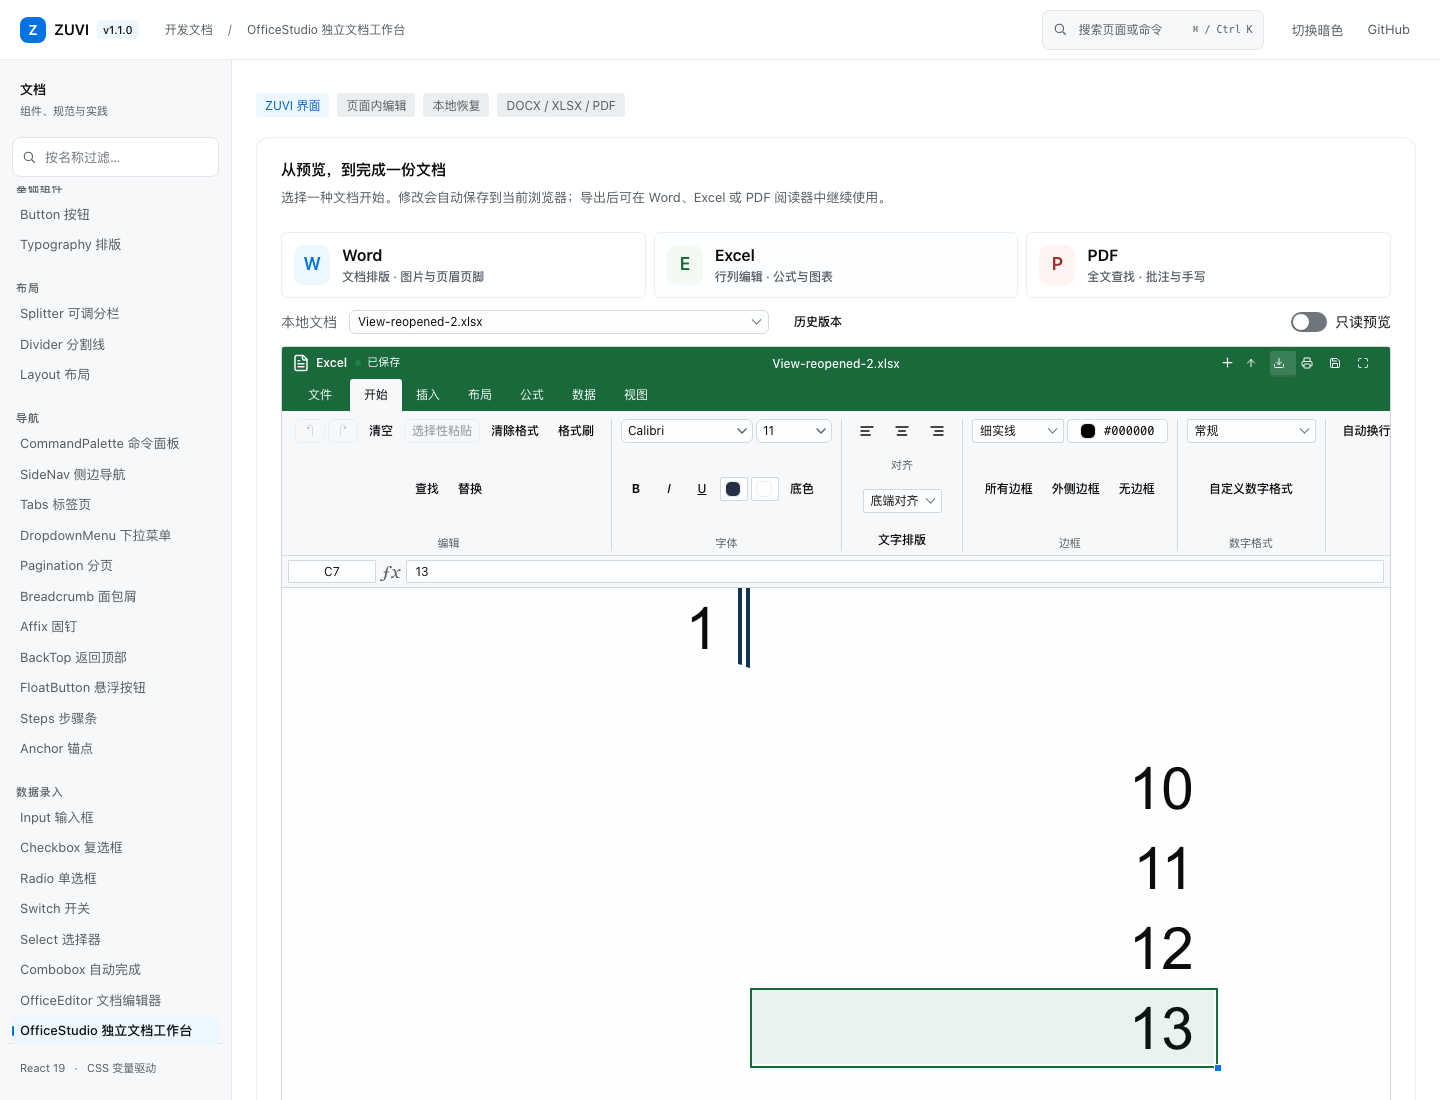 Z ZUVI v1.1.0 开发文档 / OfficeStudio 独立文档工作台 搜索页面或命令 ⌘ / Ctrl K 切换暗色 GitHub
文档
组件、规范与实践
按名称过滤...
基础组件
Button 按钮
Typography 排版
布局
Splitter 可调分栏
Divider 分割线
Layout 布局
导航
CommandPalette 命令面板
SideNav 侧边导航
Tabs 标签页
DropdownMenu 下拉菜单
Pagination 分页
Breadcrumb 面包屑
Affix 固钉
BackTop 返回顶部
FloatButton 悬浮按钮
Steps 步骤条
Anchor 锚点
数据录入
Input 输入框
Checkbox 复选框
Radio 单选框
Switch 开关
Select 选择器
Combobox 自动完成
OfficeEditor 文档编辑器
OfficeStudio 独立文档工作台
React 19 · CSS 变量驱动
ZUVI 界面 页面内编辑 本地恢复 DOCX / XLSX / PDF
从预览，到完成一份文档
选择一种文档开始。修改会自动保存到当前浏览器；导出后可在 Word、Excel 或 PDF 阅读器中继续使用。
W Word
文档排版 · 图片与页眉页脚
E Excel
行列编辑 · 公式与图表
P PDF
全文查找 · 批注与手写
本地文档 View-reopened-2.xlsx 历史版本 只读预览
Excel 已保存 View-reopened-2.xlsx
文件 开始 插入 布局 公式 数据 视图
清空 选择性粘贴 清除格式 格式刷 Calibri 11 细实线 #000000 常规 自动换行
对齐
查找 替换 B I U 底色 底端对齐 所有边框 外侧边框 无边框 自定义数字格式
编辑 字体 文字排版 边框 数字格式
C7 fx 13
1
10
11
12
13